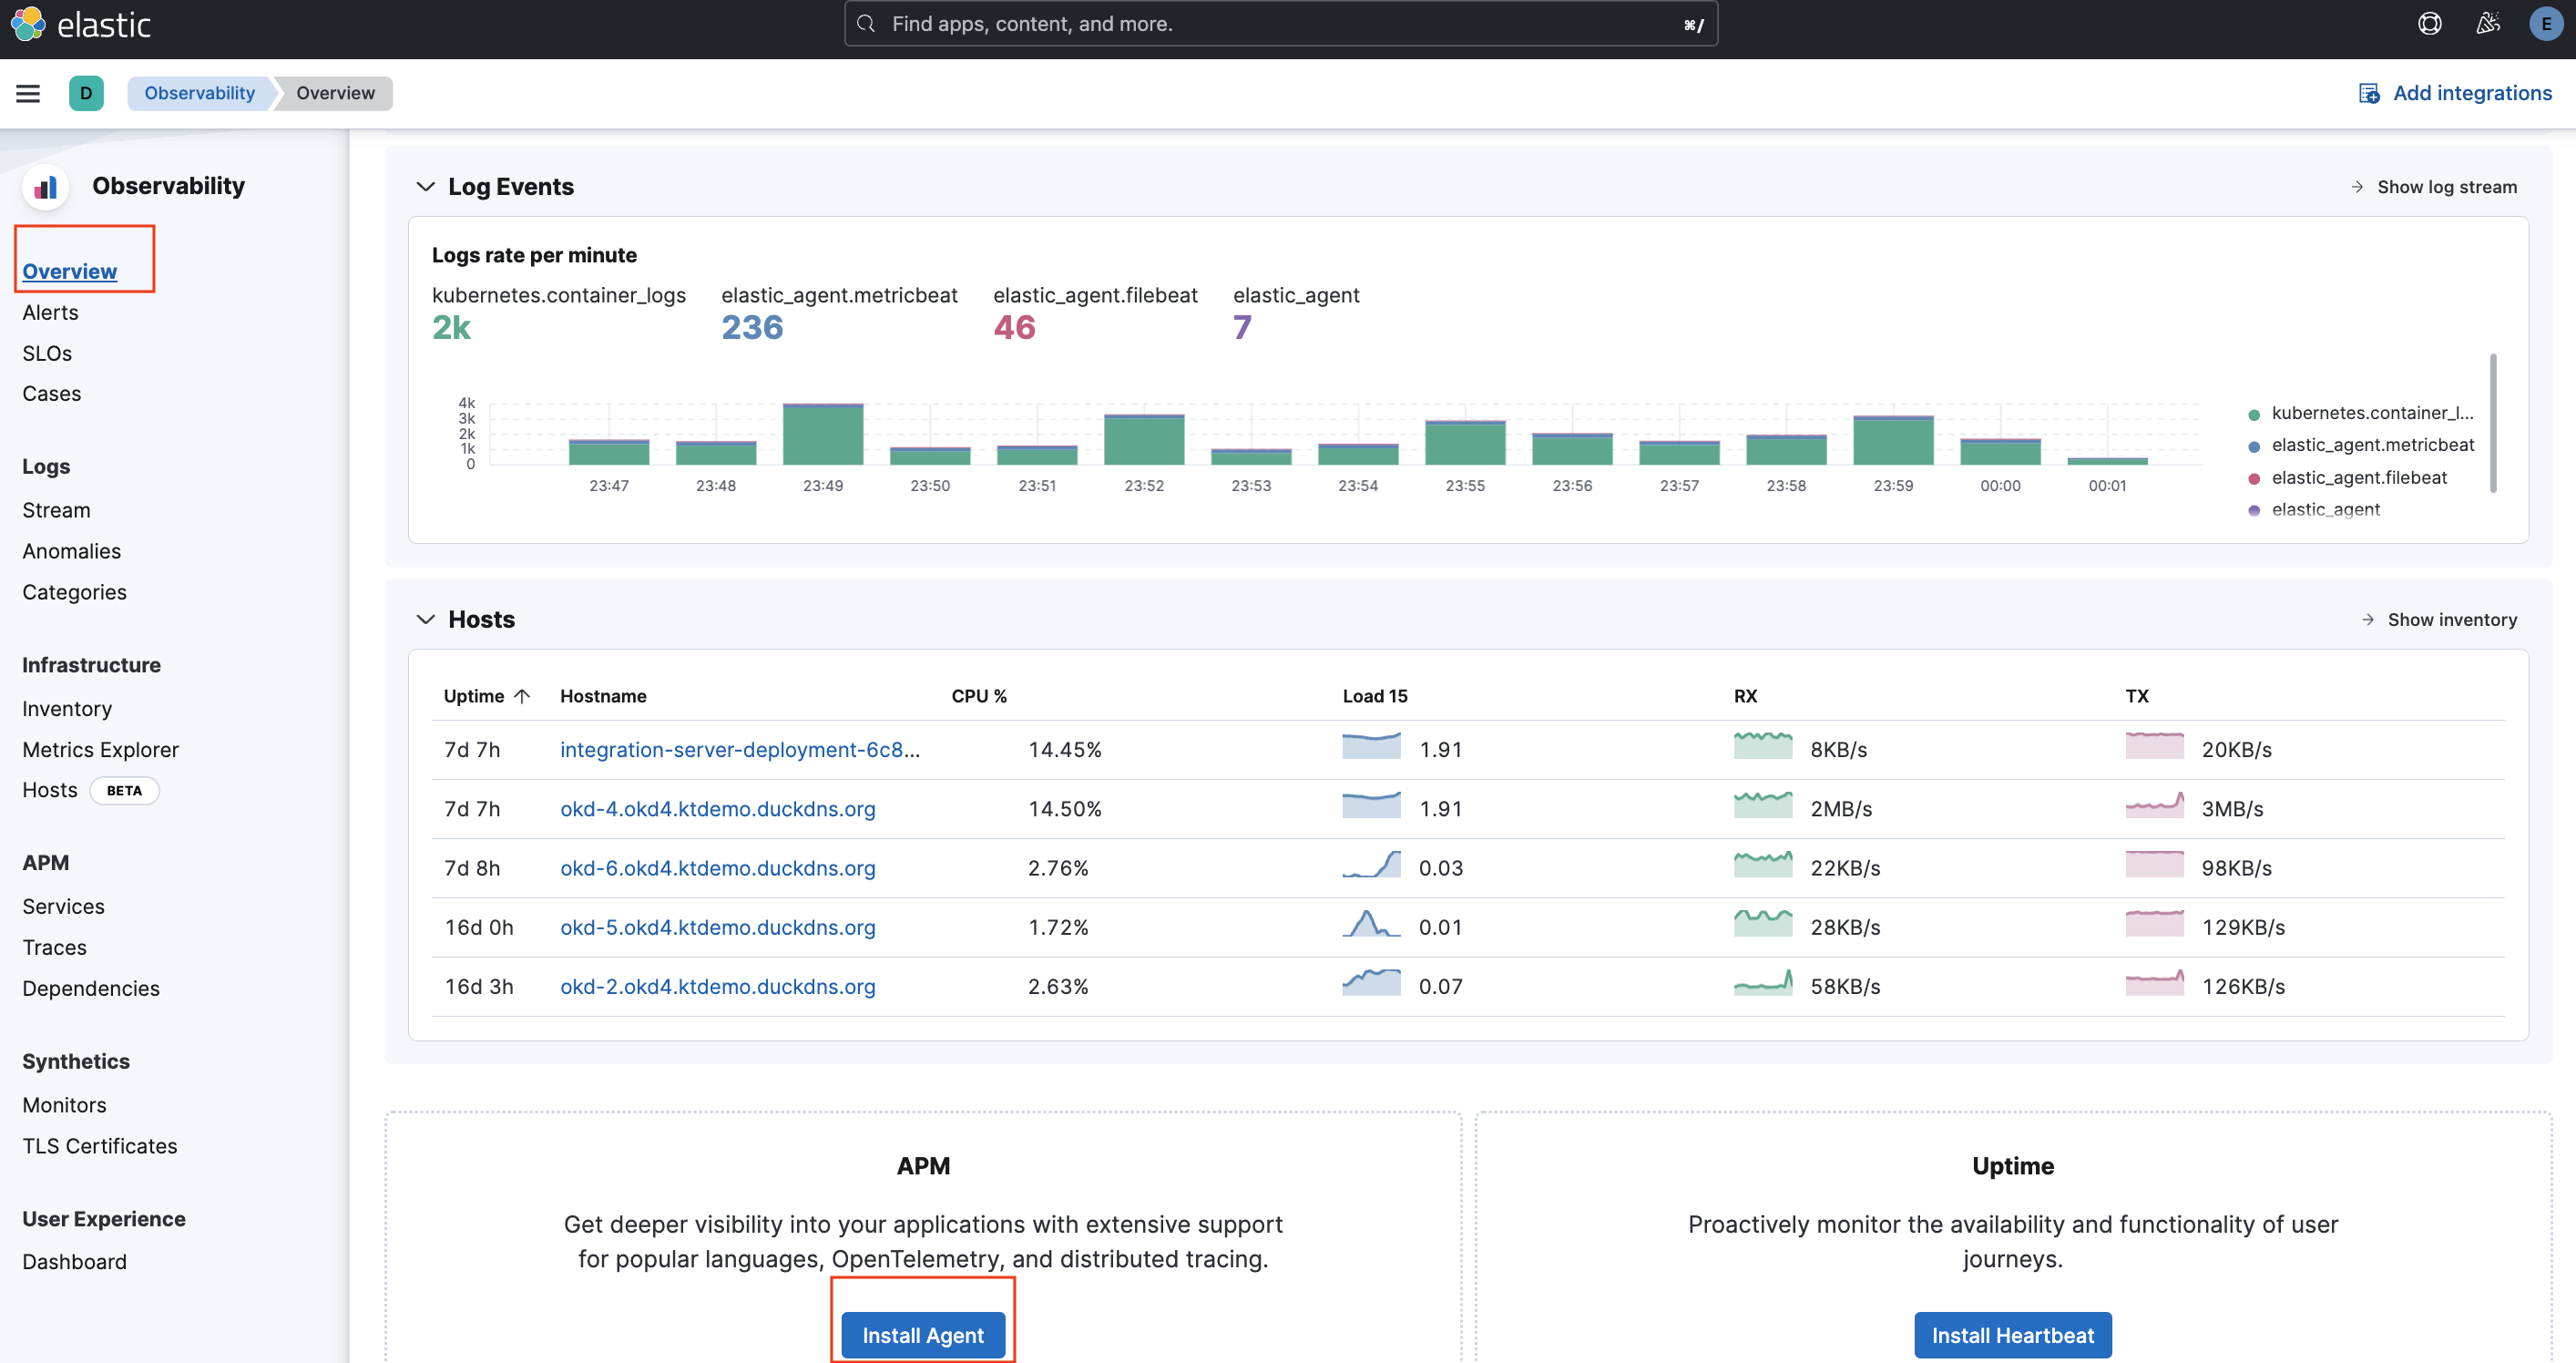 elastic
Find apps, content, and more.
⌘/
E
D
Observability
Overview
Add integrations
Observability
Overview
Alerts
SLOs
Cases
Logs
Stream
Anomalies
Categories
Infrastructure
Inventory
Metrics Explorer
Hosts BETA
APM
Services
Traces
Dependencies
Synthetics
Monitors
TLS Certificates
User Experience
Dashboard
Log Events
Show log stream
Logs rate per minute
kubernetes.container_logs elastic_agent.metricbeat elastic_agent.filebeat elastic_agent
2k 236 46 7
4k
3k
2k
1k
0
23:47 23:48 23:49 23:50 23:51 23:52 23:53 23:54 23:55 23:56 23:57 23:58 23:59 00:00 00:01
kubernetes.container_l...
elastic_agent.metricbeat
elastic_agent.filebeat
elastic_agent
Hosts
Show inventory
Uptime Hostname CPU % Load 15 RX TX
7d 7h integration-server-deployment-6c8... 14.45% 1.91 8KB/s 20KB/s
7d 7h okd-4.okd4.ktdemo.duckdns.org 14.50% 1.91 2MB/s 3MB/s
7d 8h okd-6.okd4.ktdemo.duckdns.org 2.76% 0.03 22KB/s 98KB/s
16d 0h okd-5.okd4.ktdemo.duckdns.org 1.72% 0.01 28KB/s 129KB/s
16d 3h okd-2.okd4.ktdemo.duckdns.org 2.63% 0.07 58KB/s 126KB/s
APM
Get deeper visibility into your applications with extensive support
for popular languages, OpenTelemetry, and distributed tracing.
Install Agent
Uptime
Proactively monitor the availability and functionality of user
journeys.
Install Heartbeat